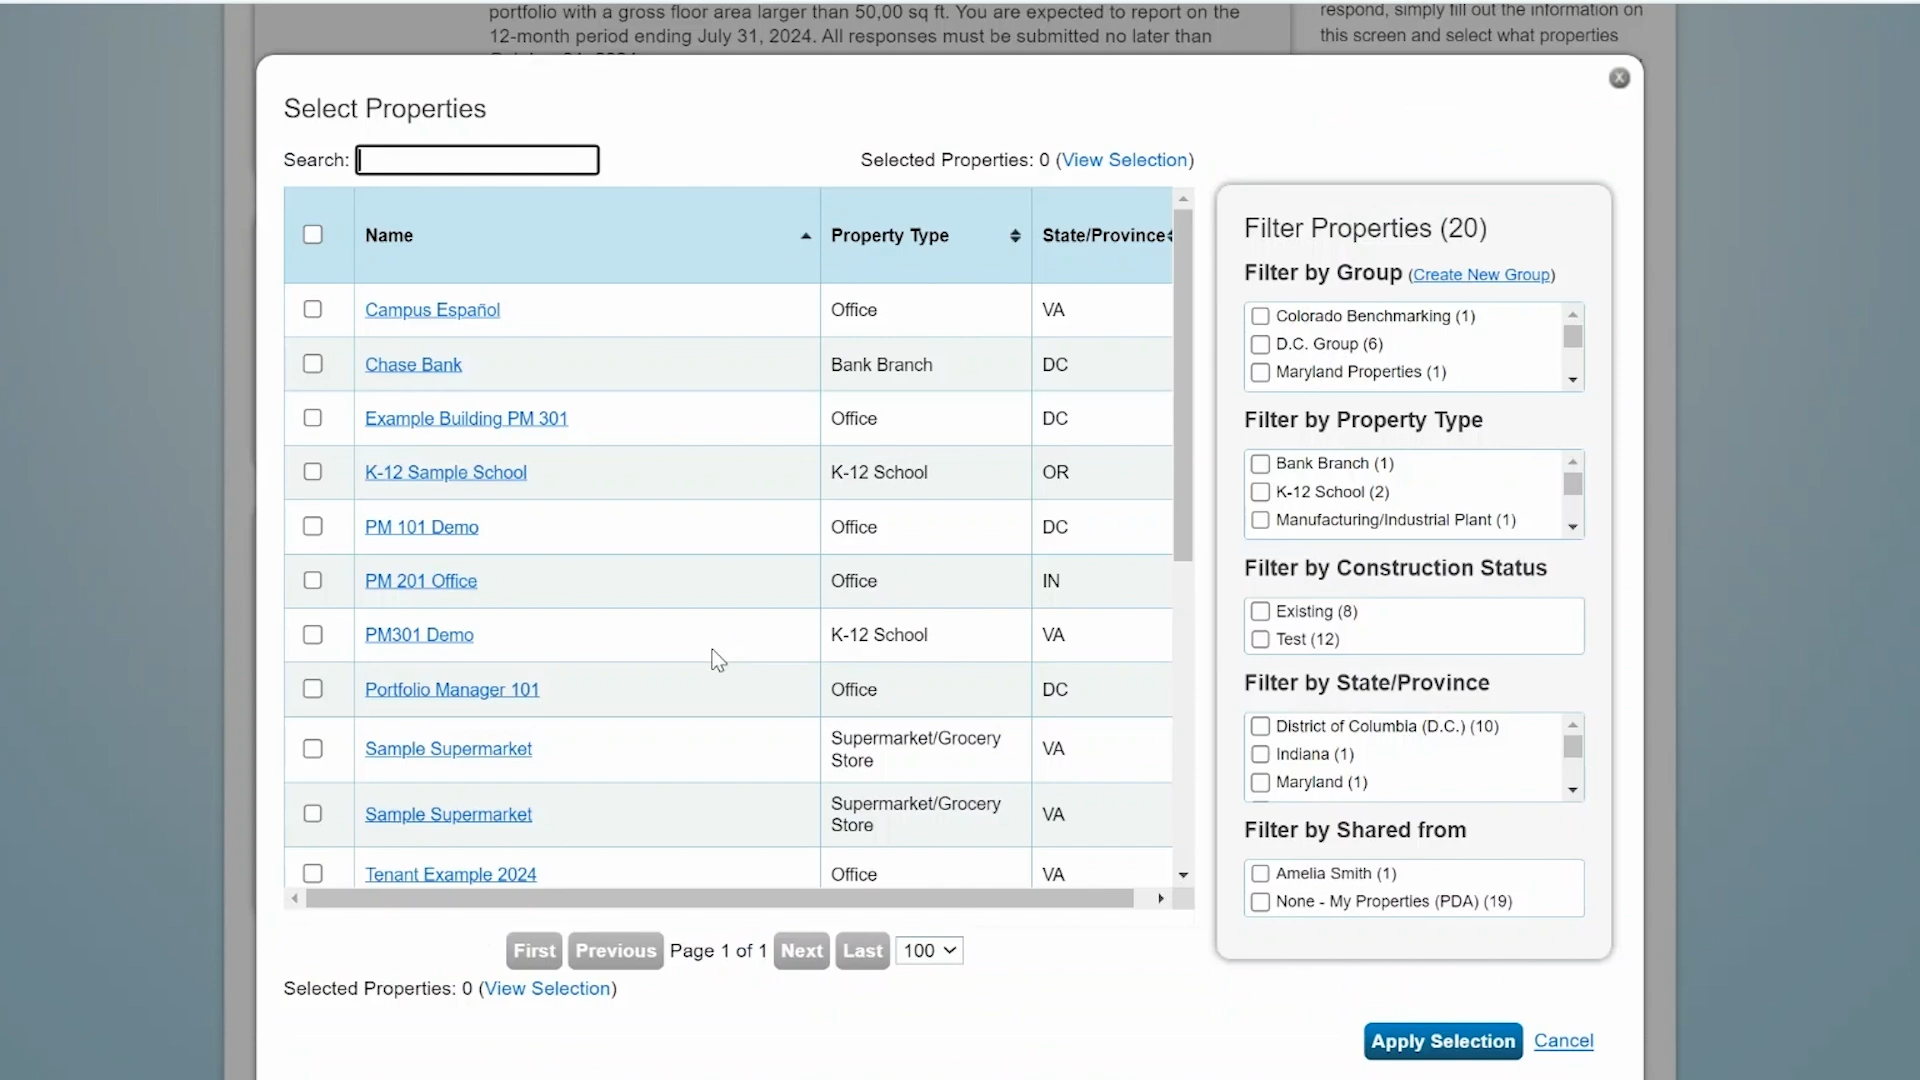 portfolio with a gross floor area larger than 50,00 sq ft. You are expected to report on the
12-month period ending July 31, 2024. All responses must be submitted no later than
respond, simply fill out the information on
this screen and select what properties
Select Properties
Search:
Selected Properties: 0 (View Selection)
Name Property Type State/Province
Campus Español Office VA
Chase Bank Bank Branch DC
Example Building PM 301 Office DC
K-12 Sample School K-12 School OR
PM 101 Demo Office DC
PM 201 Office Office IN
PM301 Demo K-12 School VA
Portfolio Manager 101 Office DC
Sample Supermarket Supermarket/Grocery Store VA
Sample Supermarket Supermarket/Grocery Store VA
Tenant Example 2024 Office VA
First Previous Page 1 of 1 Next Last 100
Selected Properties: 0 (View Selection)
Filter Properties (20)
Filter by Group (Create New Group)
Colorado Benchmarking (1)
D.C. Group (6)
Maryland Properties (1)
Filter by Property Type
Bank Branch (1)
K-12 School (2)
Manufacturing/Industrial Plant (1)
Filter by Construction Status
Existing (8)
Test (12)
Filter by State/Province
District of Columbia (D.C.) (10)
Indiana (1)
Maryland (1)
Filter by Shared from
Amelia Smith (1)
None - My Properties (PDA) (19)
Apply Selection Cancel